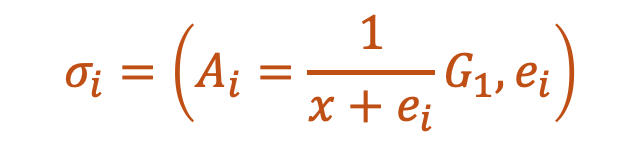 σᵢ = (Aᵢ = 1/(x + eᵢ) G₁, eᵢ)